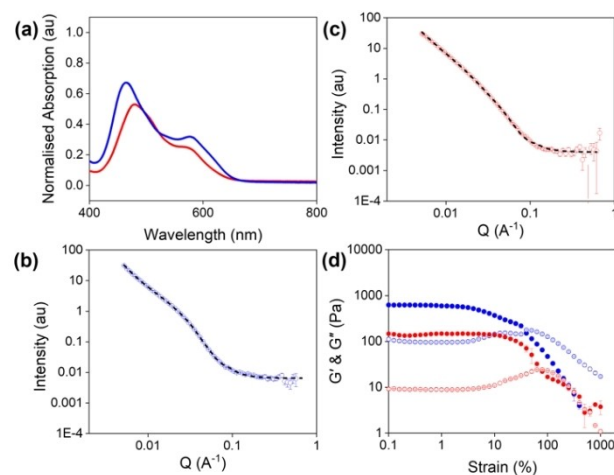 (a)
Normalised Absorption (au)
1.0
0.8
0.6
0.4
0.2
0.0
400
600
800
Wavelength (nm)
(c)
Intensity (au)
100
10
1
0.1
0.01
0.001
1E-4
0.01
0.1
1
Q (A⁻¹)
(b)
Intensity (au)
100
10
1
0.1
0.01
0.001
1E-4
0.01
0.1
1
Q (A⁻¹)
(d)
G′ & G″ (Pa)
10000
1000
100
10
1
0.1
1
10
100
1000
Strain (%)